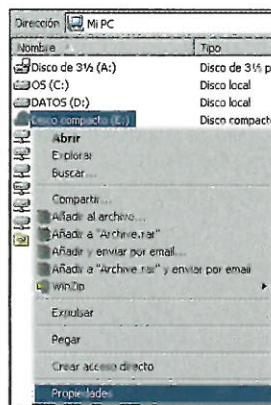 Dirección Mi PC
Nombre Tipo
Disco de 3½ (A:) Disco de 3½ p
OS (C:) Disco local
DATOS (D:) Disco local
Disco compacto (E:) Disco compacto
Abrir
Explorar
Buscar...
Compartir...
Añadir al archivo...
Añadir a "Archive.rar"
Añadir y enviar por email...
Añadir a "Archive.rar" y enviar por email
WinZip
Expulsar
Pegar
Crear acceso directo
Propiedades